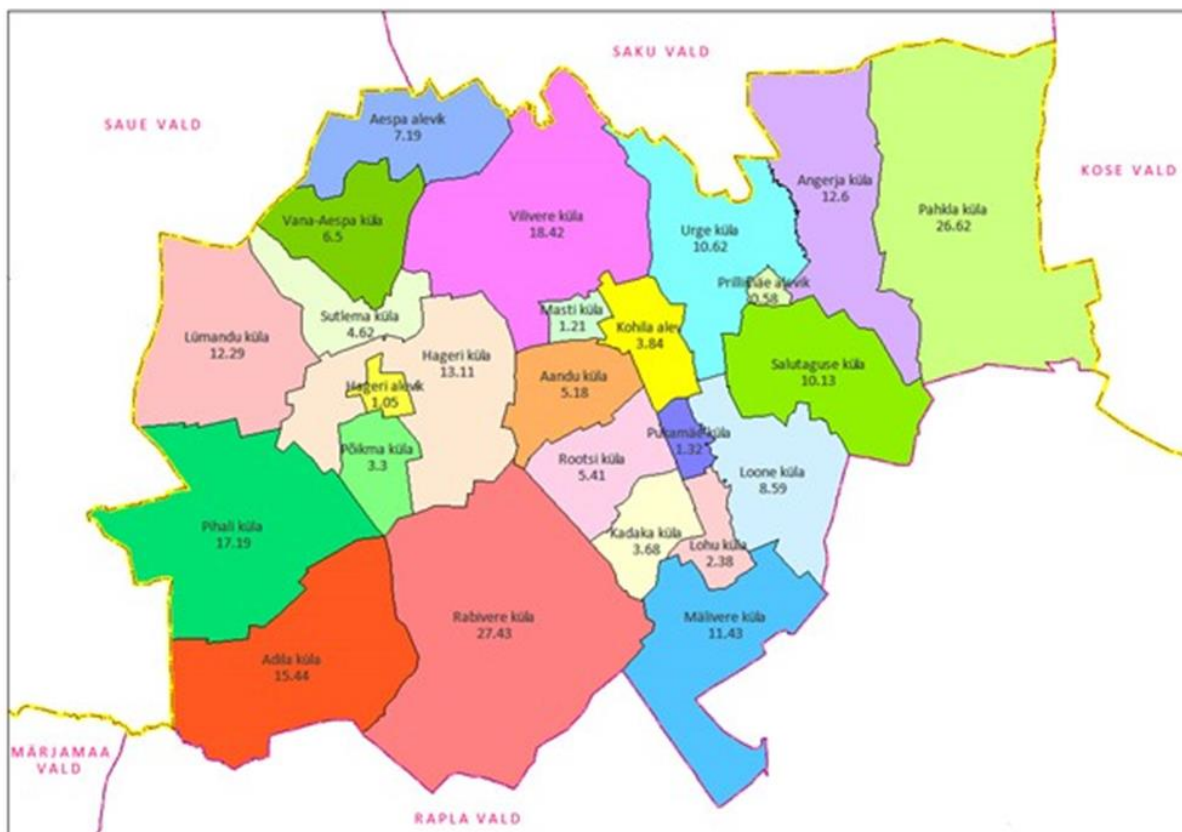 SAKU VALD
SAUE VALD
KOSE VALD
Aespa alevik
7.19
Vana-Aespa küla
6.5
Vilivere küla
18.42
Urge küla
10.62
Angerja küla
12.6
Pahkla küla
26.62
Prillimäe alevik
0.58
Sutlema küla
4.62
Lümandu küla
12.29
Masti küla
1.21
Kohila alev
3.84
Hageri küla
13.11
Hageri alevik
1.05
Aandu küla
5.18
Salutaguse küla
10.13
Põikma küla
3.3
Rootsi küla
5.41
Pukamäe küla
1.32
Loone küla
8.59
Pihali küla
17.19
Kadaka küla
3.68
Lohu küla
2.38
Rabivere küla
27.43
Mälivere küla
11.43
Adila küla
15.44
MÄRJAMAA
VALD
RAPLA VALD